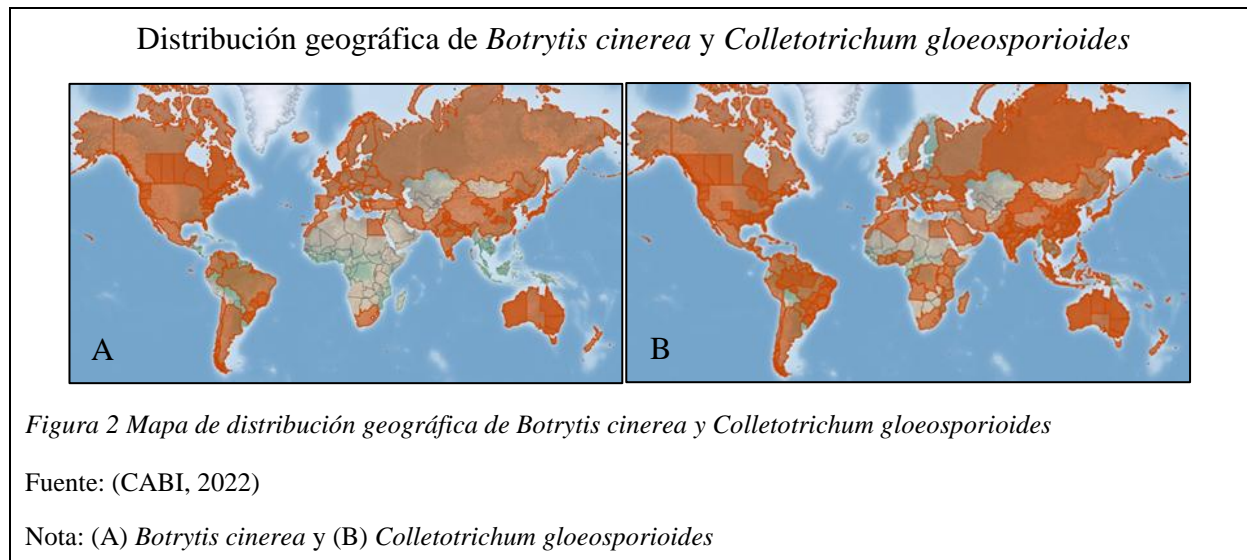 Distribución geográfica de Botrytis cinerea y Colletotrichum gloeosporioides
A
B
Figura 2 Mapa de distribución geográfica de Botrytis cinerea y Colletotrichum gloeosporioides
Fuente: (CABI, 2022)
Nota: (A) Botrytis cinerea y (B) Colletotrichum gloeosporioides